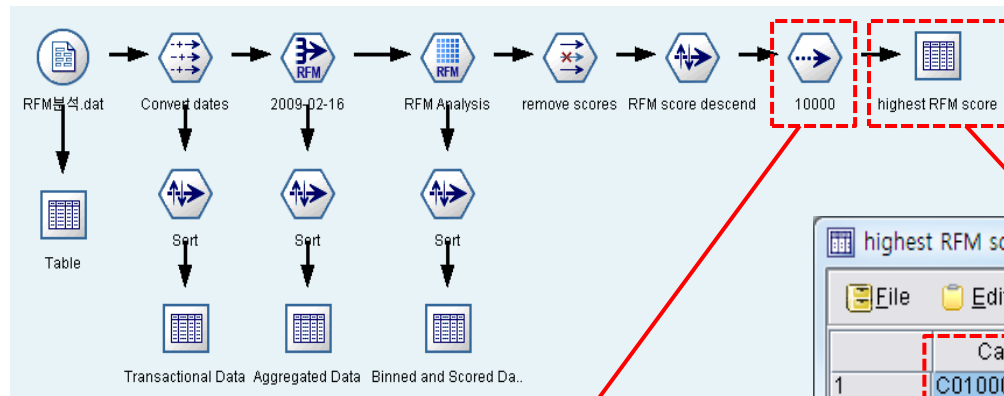 RFM
RFM
RFM분석.dat
Convert dates
2009-02-16
RFM Analysis
remove scores
RFM score descend
10000
highest RFM score
Table
Sort
Sort
Sort
Transactional Data
Aggregated Data
Binned and Scored Da..
highest RFM sc
File
Edi
Ca
1
C01000